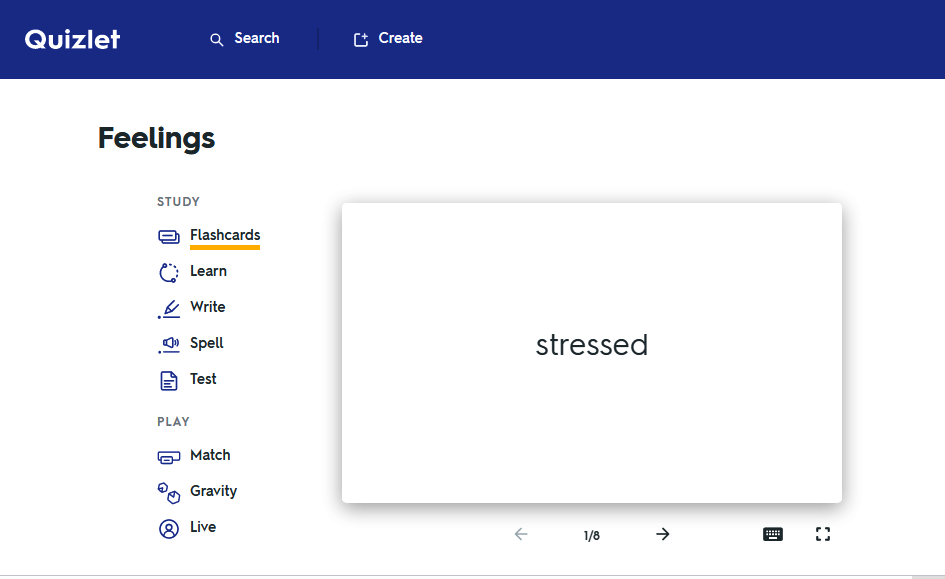 Quizlet
Search
Create
Feelings
STUDY
Flashcards
Learn
Write
Spell
Test
PLAY
Match
Gravity
Live
stressed
1/8